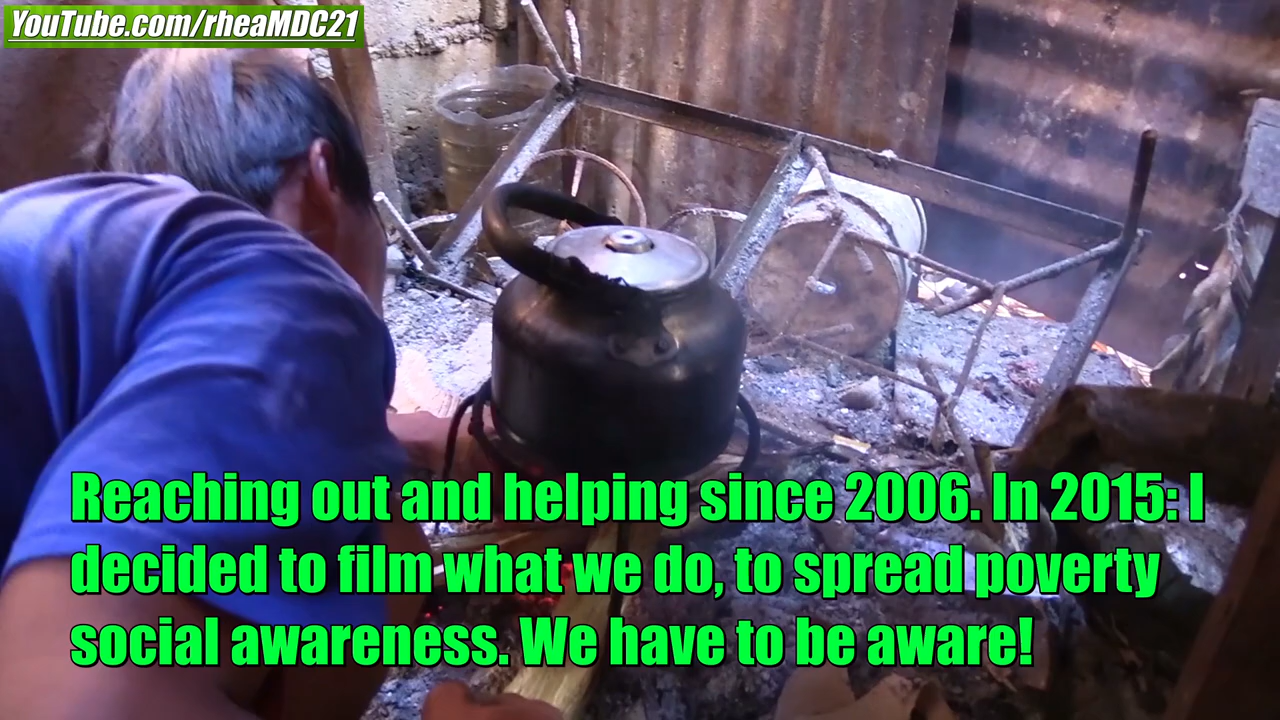 YouTube.com/rheaMDC21
Reaching out and helping since 2006. In 2015: I
decided to film what we do, to spread poverty
social awareness. We have to be aware!